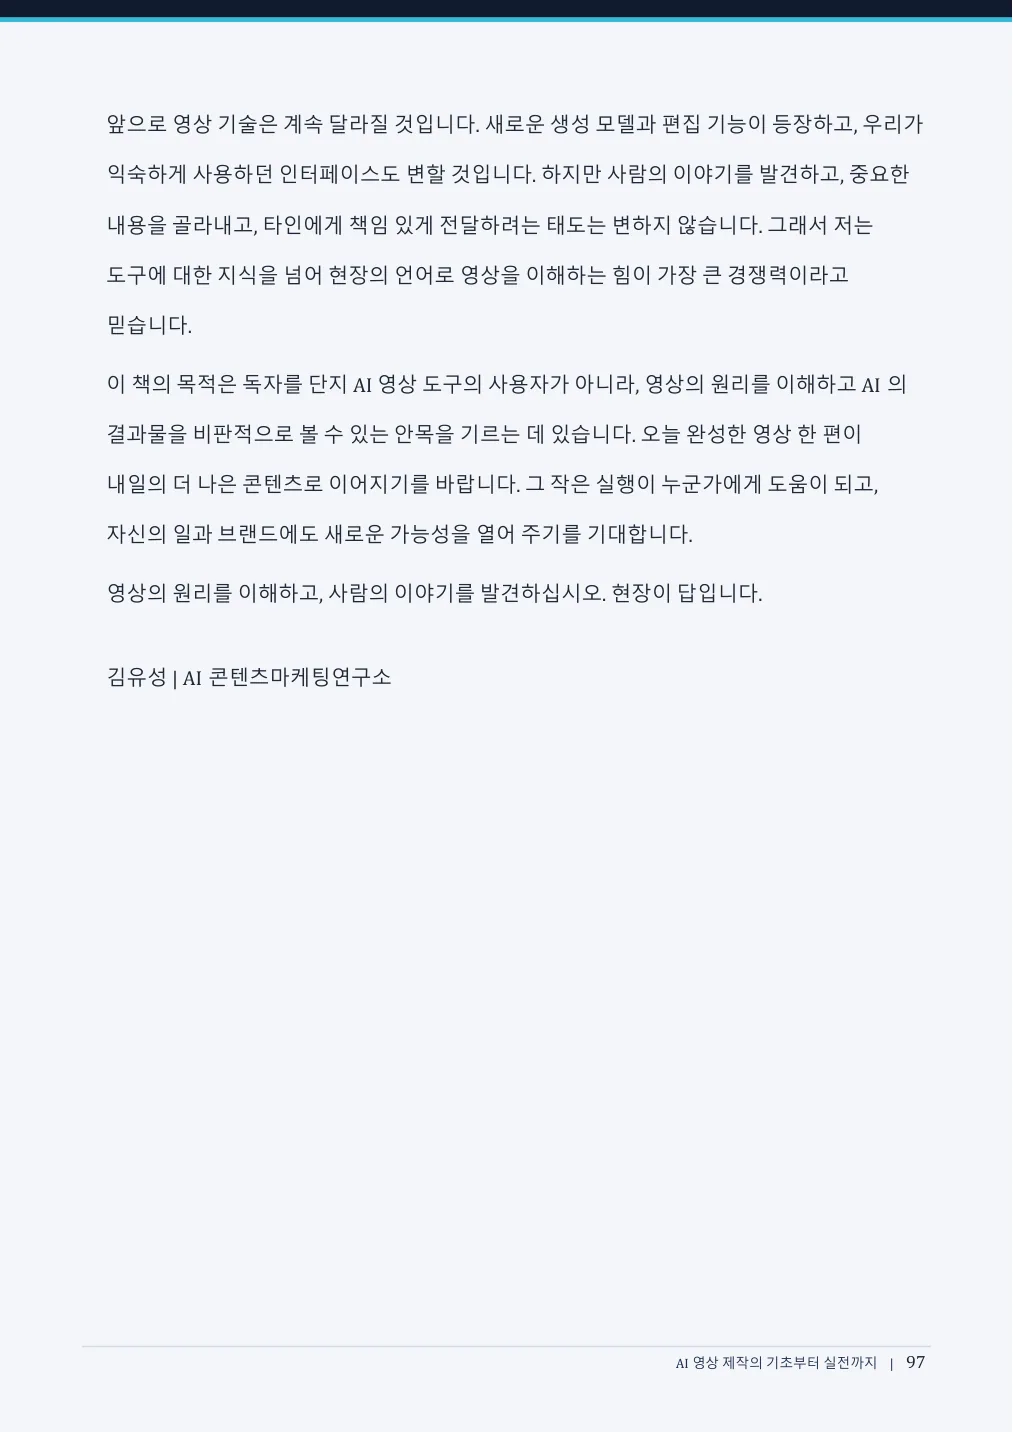 앞으로 영상 기술은 계속 달라질 것입니다. 새로운 생성 모델과 편집 기능이 등장하고, 우리가
익숙하게 사용하던 인터페이스도 변할 것입니다. 하지만 사람의 이야기를 발견하고, 중요한
내용을 골라내고, 타인에게 책임 있게 전달하려는 태도는 변하지 않습니다. 그래서 저는
도구에 대한 지식을 넘어 현장의 언어로 영상을 이해하는 힘이 가장 큰 경쟁력이라고
믿습니다.
이 책의 목적은 독자를 단지 AI 영상 도구의 사용자가 아니라, 영상의 원리를 이해하고 AI 의
결과물을 비판적으로 볼 수 있는 안목을 기르는 데 있습니다. 오늘 완성한 영상 한 편이
내일의 더 나은 콘텐츠로 이어지기를 바랍니다. 그 작은 실행이 누군가에게 도움이 되고,
자신의 일과 브랜드에도 새로운 가능성을 열어 주기를 기대합니다.
영상의 원리를 이해하고, 사람의 이야기를 발견하십시오. 현장이 답입니다.
김유성 | AI 콘텐츠마케팅연구소
AI 영상 제작의 기초부터 실전까지 | 97